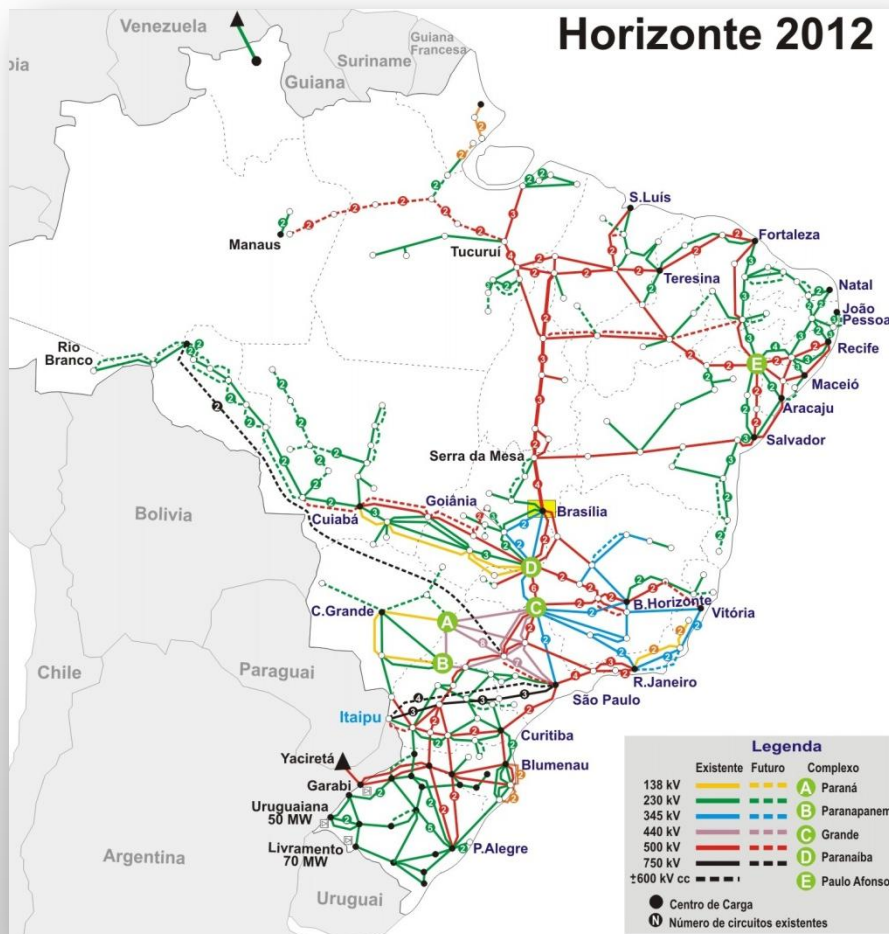 Horizonte 2012
Venezuela
Guiana
Suriname
Guiana
Francesa
bia
Manaus
Tucuruí
S.Luís
Fortaleza
Teresina
Natal
João
Pessoa
Recife
Maceió
Aracaju
Salvador
Rio
Branco
Serra da Mesa
Bolivia
Cuiabá
Goiânia
Brasília
D
E
C.Grande
A
B
C
B.Horizonte
Vitória
Chile
Paraguai
R.Janeiro
São Paulo
Itaipu
Curitiba
Yaciretá
Blumenau
Garabi
Uruguaiana
50 MW
Livramento
70 MW
P.Alegre
Argentina
Uruguai
Legenda
Existente Futuro Complexo
138 kV A Paraná
230 kV B Paranapanem
345 kV
440 kV C Grande
500 kV D Paranaíba
750 kV
±600 kV cc E Paulo Afonso
Centro de Carga
N Número de circuitos existentes